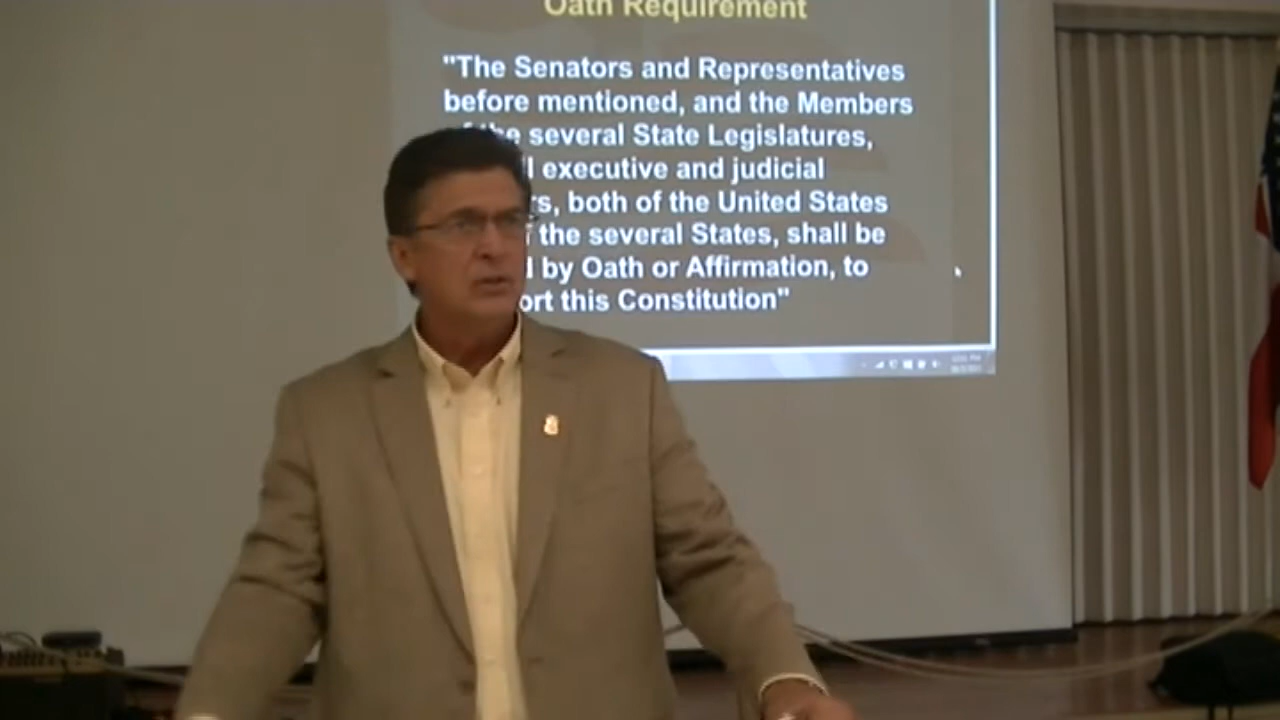 Oath Requirement
"The Senators and Representatives
before mentioned, and the Members
the several State Legislatures,
executive and judicial
both of the United States
the several States, shall be
by Oath or Affirmation, to
this Constitution"